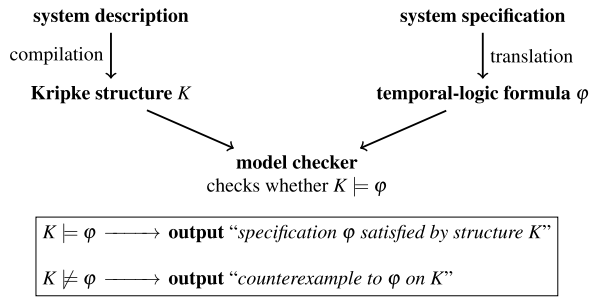 system description
system specification
compilation
translation
Kripke structure K
temporal-logic formula φ
model checker
checks whether K ⊨ φ
K ⊨ φ ⟶ output “specification φ satisfied by structure K”
K ⊭ φ ⟶ output “counterexample to φ on K”